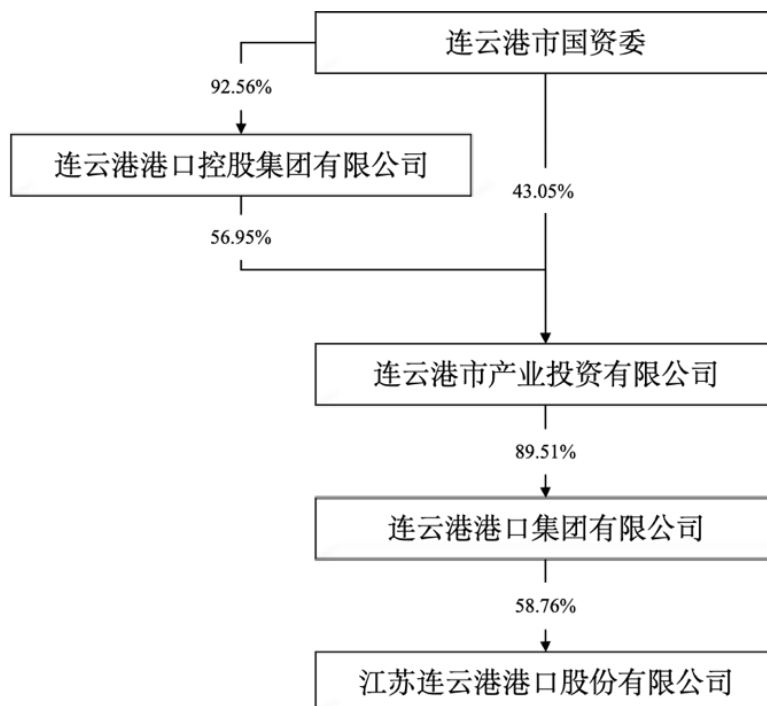 连云港市国资委
92.56%
连云港港口控股集团有限公司
43.05%
56.95%
连云港市产业投资有限公司
89.51%
连云港港口集团有限公司
58.76%
江苏连云港港口股份有限公司